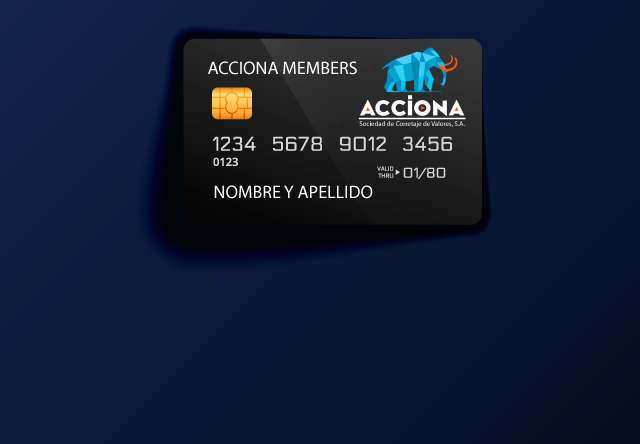 ACCIONA MEMBERS
ACCIONA
Sociedad de Corretaje de Valores, S.A.
1234 5678 9012 3456
0123
VALID
THRU 01/80
NOMBRE Y APELLIDO